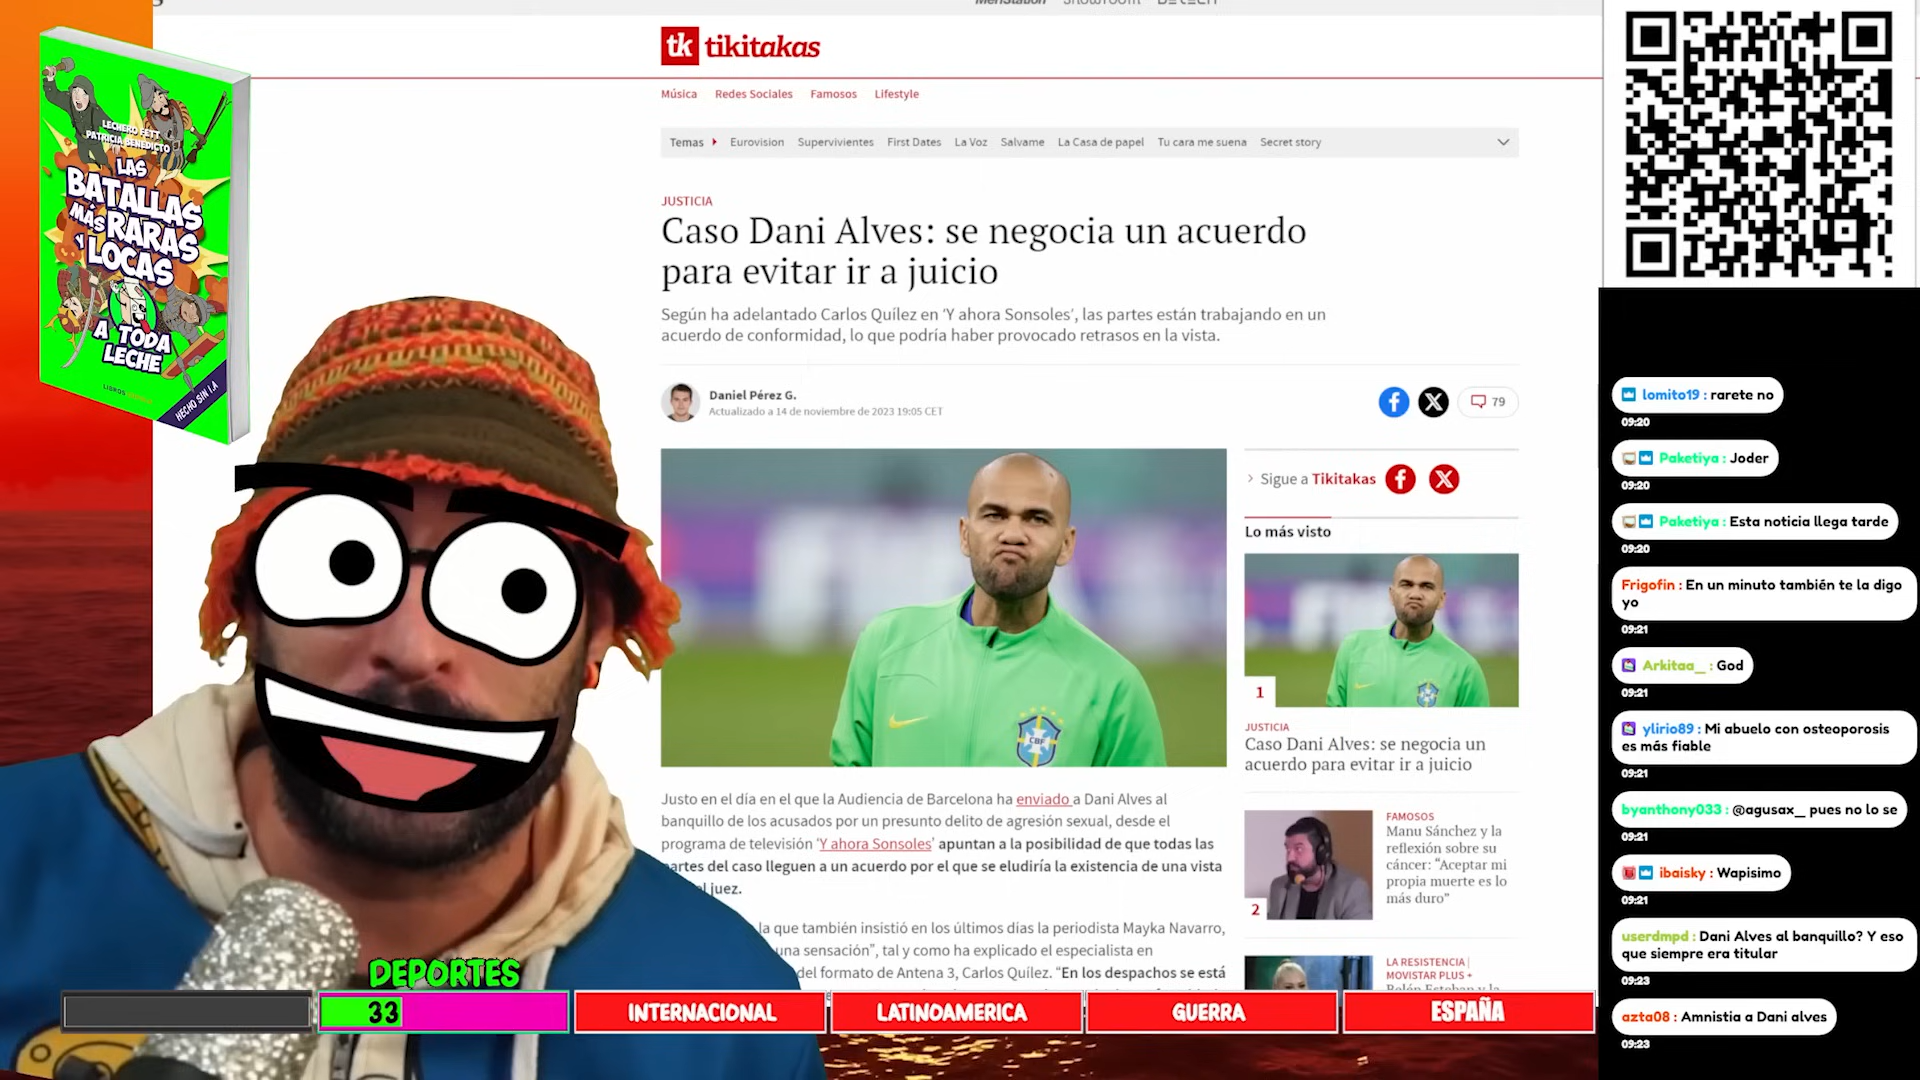 MeriStation Showroom BETECH
tk tikitakas
Música Redes Sociales Famosos Lifestyle
Temas Eurovision Supervivientes First Dates La Voz Salvame La Casa de papel Tu cara me suena Secret story
JUSTICIA
Caso Dani Alves: se negocia un acuerdo
para evitar ir a juicio
Según ha adelantado Carlos Quílez en 'Y ahora Sonsoles', las partes están trabajando en un
acuerdo de conformidad, lo que podría haber provocado retrasos en la vista.
Daniel Pérez G.
Actualizado a 14 de noviembre de 2023 19:05 CET
79
CBF
Justo en el día en el que la Audiencia de Barcelona ha enviado a Dani Alves al
banquillo de los acusados por un presunto delito de agresión sexual, desde el
programa de televisión 'Y ahora Sonsoles' apuntan a la posibilidad de que todas las
partes del caso lleguen a un acuerdo por el que se eludiría la existencia de una vista
juez.
la que también insistió en los últimos días la periodista Mayka Navarro,
una sensación", tal y como ha explicado el especialista en
del formato de Antena 3, Carlos Quílez. "En los despachos se está
Sigue a Tikitakas
Lo más visto
1
JUSTICIA
Caso Dani Alves: se negocia un
acuerdo para evitar ir a juicio
2
FAMOSOS
Manu Sánchez y la
reflexión sobre su
cáncer: "Aceptar mi
propia muerte es lo
más duro"
LA RESISTENCIA |
MOVISTAR PLUS +
Belén Esteban y la
LECHERO FETT
PATRICIA BENEDICTO
LAS
BATALLAS
MÁS RARAS
Y LOCAS
A TODA
LECHE
LIBROS
HECHO SIN I.A
DEPORTES
33
INTERNACIONAL
LATINOAMERICA
GUERRA
ESPAÑA
lomito19 : rarete no
09:20
Paketiya : Joder
09:20
Paketiya : Esta noticia llega tarde
09:20
Frigofin : En un minuto también te la digo
yo
09:21
Arkitaa_ : God
09:21
ylirio89 : Mi abuelo con osteoporosis
es más fiable
09:21
byanthony033 : @agusax_ pues no lo se
09:21
ibaisky : Wapisimo
09:21
userdmpd : Dani Alves al banquillo? Y eso
que siempre era titular
09:23
azta08 : Amnistia a Dani alves
09:23